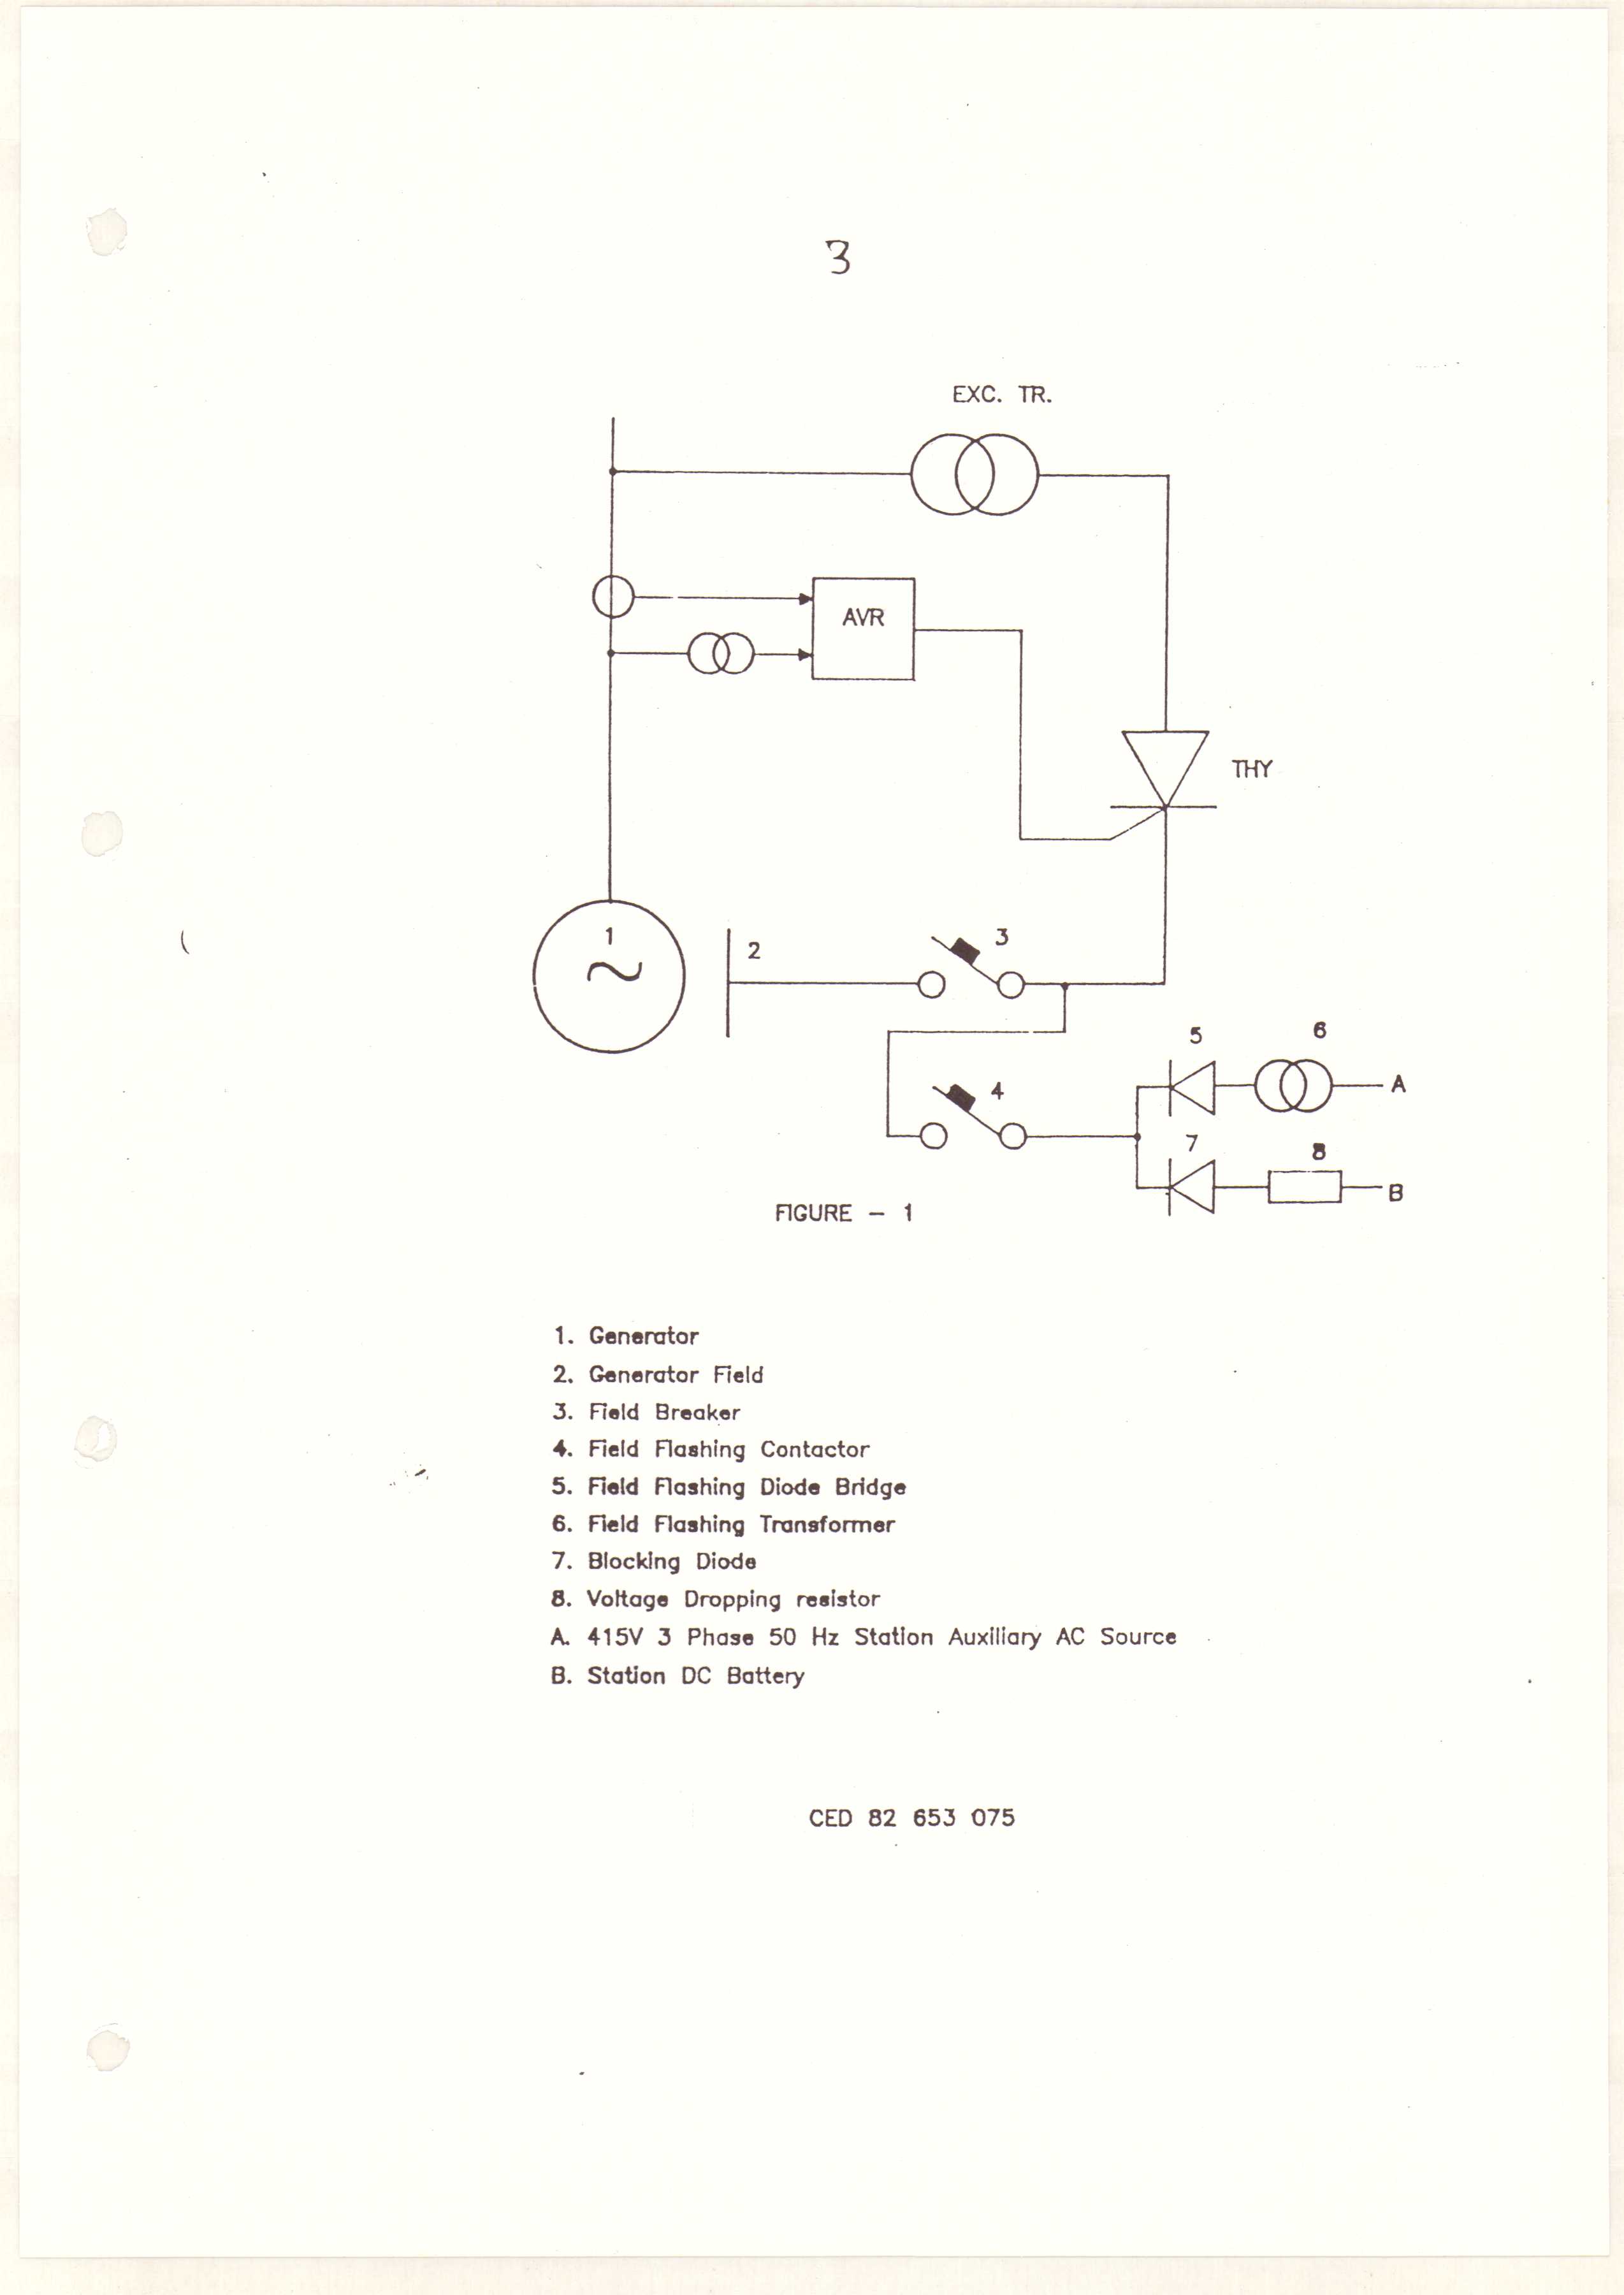 3
EXC. TR.
AVR
THY
1
2
3
5
6
4
A
7
8
B
FIGURE - 1
1. Generator
2. Generator Field
3. Field Breaker
4. Field Flashing Contactor
5. Field Flashing Diode Bridge
6. Field Flashing Transformer
7. Blocking Diode
8. Voltage Dropping resistor
A. 415V 3 Phase 50 Hz Station Auxiliary AC Source
B. Station DC Battery
CED 82 653 075